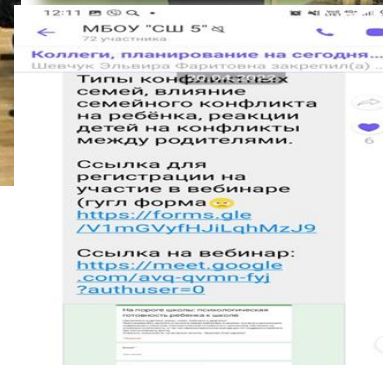 12:11
МБОУ "СШ 5"
72 участника
Коллеги, планирование на сегодня...
Шевчук Эльвира Фаритовна закрепил(а) ...
Типы конфликтных
семей, влияние
семейного конфликта
на ребёнка, реакции
детей на конфликты
между родителями.
Ссылка для
регистрации на
участие в вебинаре
(гугл форма
https://forms.gle
/V1mGVyfHJiLqhMzJ9
Ссылка на вебинар:
https://meet.google
.com/avq-qvmn-fyj
?authuser=0
6
На пороге школы: психологическая
готовность ребёнка к школе